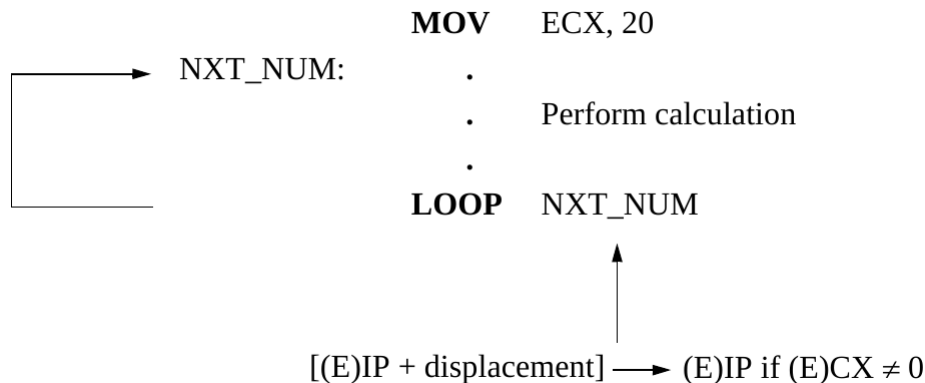 MOV ECX, 20
NXT_NUM: .
. Perform calculation
.
LOOP NXT_NUM
[(E)IP + displacement] → (E)IP if (E)CX ≠ 0